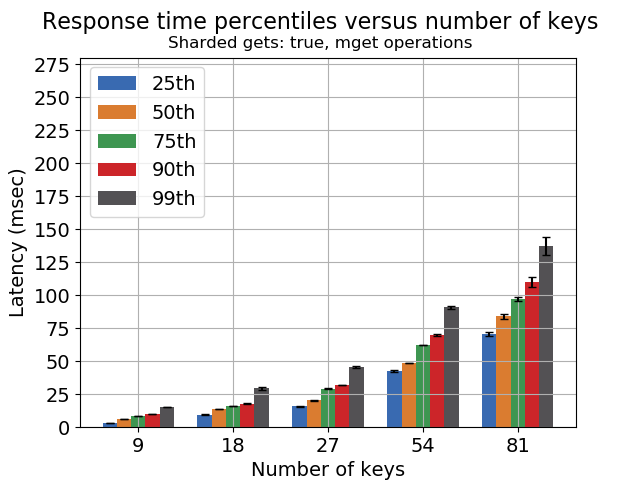 Response time percentiles versus number of keys
Sharded gets: true, mget operations
275
250
225
200
175
150
125
100
75
50
25
0
Latency (msec)
25th
50th
75th
90th
99th
9 18 27 54 81
Number of keys